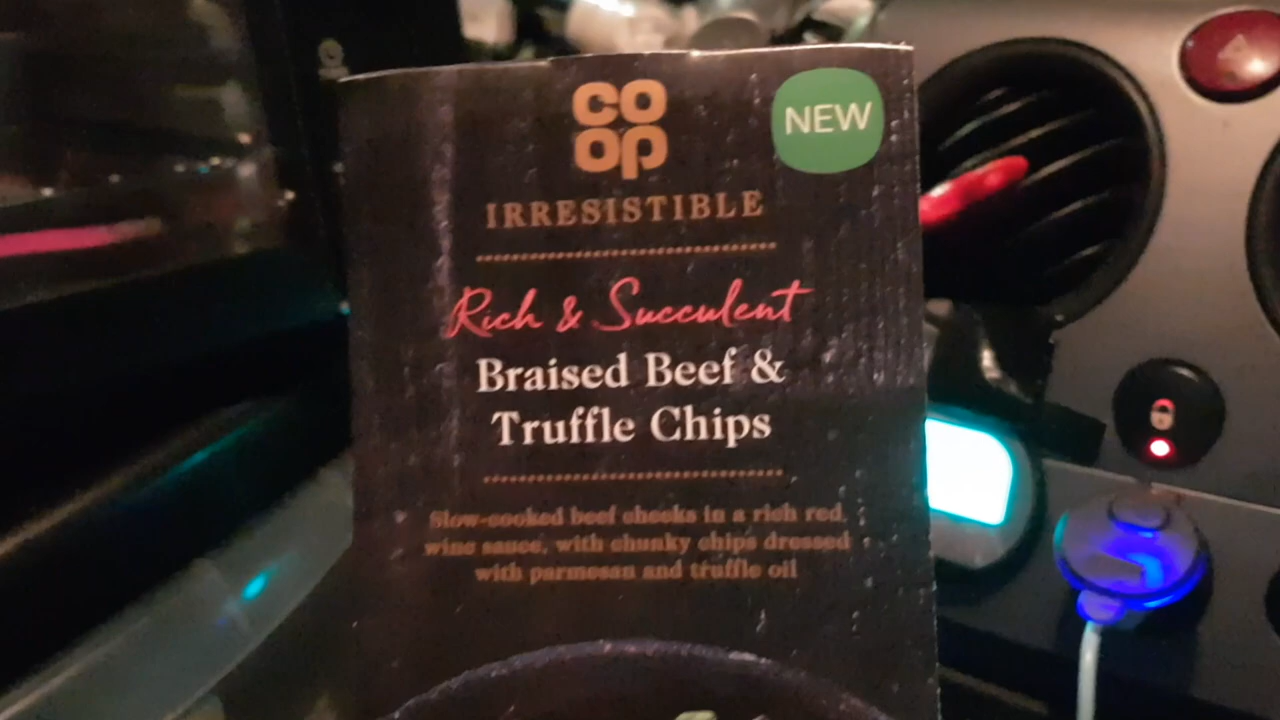 CO
OP
NEW
IRRESISTIBLE
Rich & Succulent
Braised Beef &
Truffle Chips
Slow-cooked beef cheeks in a rich red
wine sauce, with chunky chips dressed
with parmesan and truffle oil